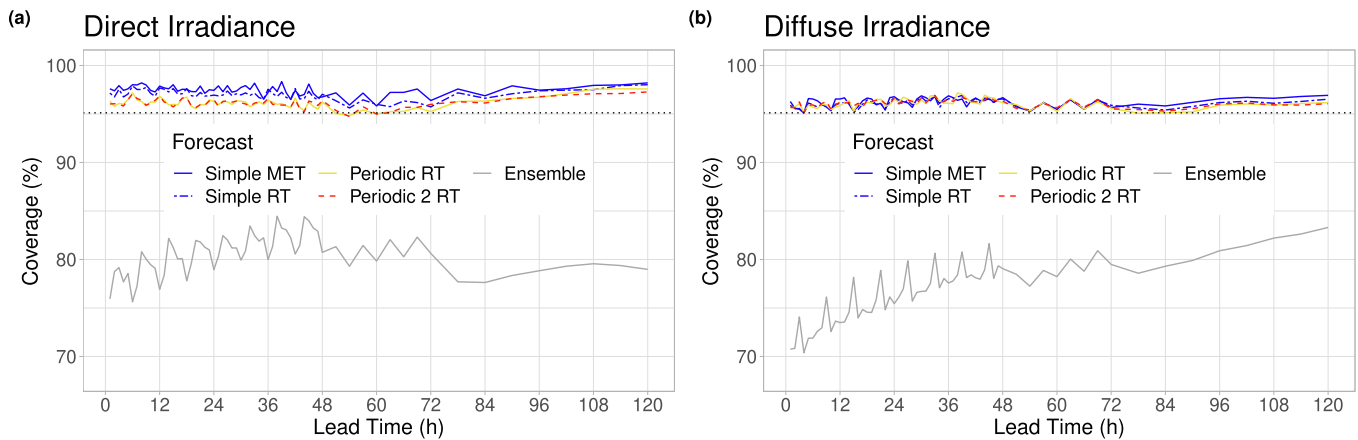 (a)
Direct Irradiance
Coverage (%)
100
90
80
70
Forecast
Simple MET
Periodic RT
Ensemble
Simple RT
Periodic 2 RT
0 12 24 36 48 60 72 84 96 108 120
Lead Time (h)
(b)
Diffuse Irradiance
Coverage (%)
100
90
80
70
Forecast
Simple MET
Periodic RT
Ensemble
Simple RT
Periodic 2 RT
0 12 24 36 48 60 72 84 96 108 120
Lead Time (h)